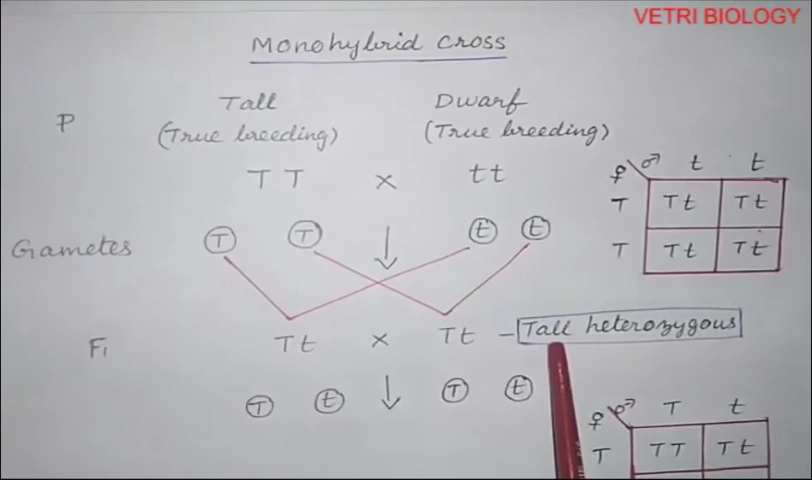 VETRI BIOLOGY
Monohybrid cross
P
Tall
Dwarf
(True breeding)
(True breeding)
TT × tt
♀ ♂ t t
T Tt Tt
T Tt Tt
Gametes
T T t t
F1
Tt × Tt – Tall heterozygous
T t T t
♀ ♂ T t
T TT Tt